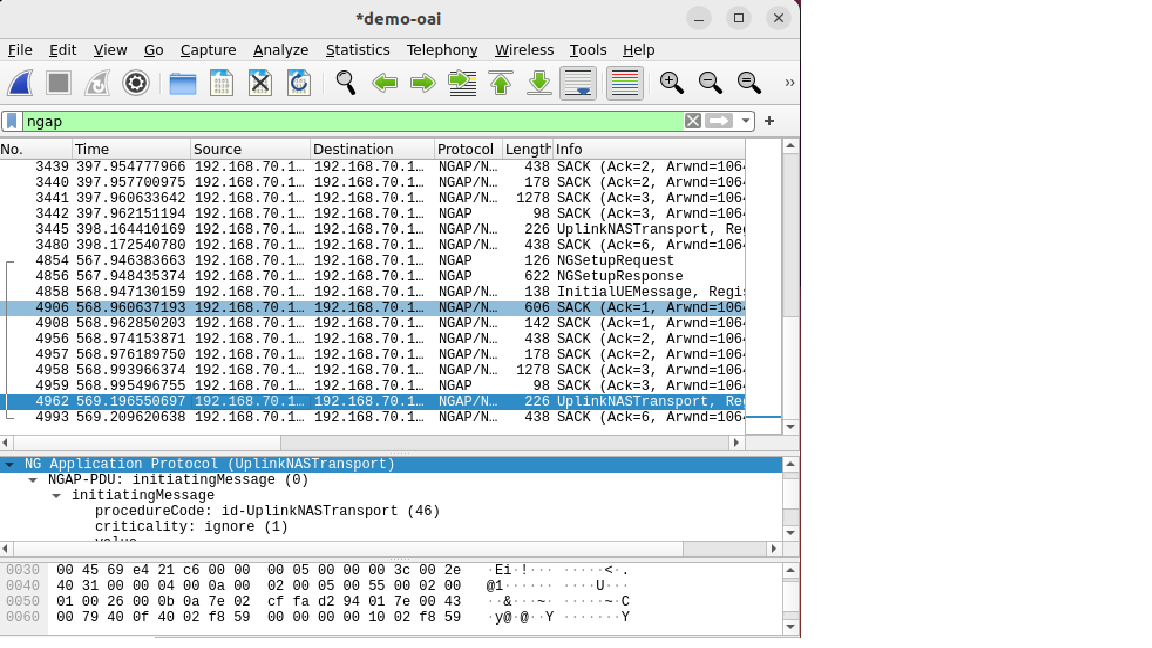 *demo-oai
File Edit View Go Capture Analyze Statistics Telephony Wireless Tools Help
ngap
No. Time Source Destination Protocol Length Info
3439 397.954777966 192.168.70.1… 192.168.70.1… NGAP/N… 438 SACK (Ack=2, Arwnd=1064
3440 397.957700975 192.168.70.1… 192.168.70.1… NGAP/N… 178 SACK (Ack=2, Arwnd=1064
3441 397.960633642 192.168.70.1… 192.168.70.1… NGAP/N… 1278 SACK (Ack=3, Arwnd=1064
3442 397.962151194 192.168.70.1… 192.168.70.1… NGAP 98 SACK (Ack=3, Arwnd=1064
3445 398.164410169 192.168.70.1… 192.168.70.1… NGAP/N… 226 UplinkNASTransport, Reg
3480 398.172540780 192.168.70.1… 192.168.70.1… NGAP/N… 438 SACK (Ack=6, Arwnd=1064
4854 567.946383663 192.168.70.1… 192.168.70.1… NGAP 126 NGSetupRequest
4856 567.948435374 192.168.70.1… 192.168.70.1… NGAP 622 NGSetupResponse
4858 568.947130159 192.168.70.1… 192.168.70.1… NGAP/N… 138 InitialUEMessage, Regis
4906 568.960637193 192.168.70.1… 192.168.70.1… NGAP/N… 606 SACK (Ack=1, Arwnd=1064
4908 568.962850203 192.168.70.1… 192.168.70.1… NGAP/N… 142 SACK (Ack=1, Arwnd=1064
4956 568.974153871 192.168.70.1… 192.168.70.1… NGAP/N… 438 SACK (Ack=2, Arwnd=1064
4957 568.976189750 192.168.70.1… 192.168.70.1… NGAP/N… 178 SACK (Ack=2, Arwnd=1064
4958 568.993966374 192.168.70.1… 192.168.70.1… NGAP/N… 1278 SACK (Ack=3, Arwnd=1064
4959 568.995496755 192.168.70.1… 192.168.70.1… NGAP 98 SACK (Ack=3, Arwnd=1064
4962 569.196550697 192.168.70.1… 192.168.70.1… NGAP/N… 226 UplinkNASTransport, Reg
4993 569.209620638 192.168.70.1… 192.168.70.1… NGAP/N… 438 SACK (Ack=6, Arwnd=1064
NG Application Protocol (UplinkNASTransport)
NGAP-PDU: initiatingMessage (0)
initiatingMessage
procedureCode: id-UplinkNASTransport (46)
criticality: ignore (1)
value
0030 00 45 69 e4 21 c6 00 00 00 05 00 00 00 3c 00 2e ·Ei·!··· ·····<·.
0040 40 31 00 00 04 00 0a 00 02 00 05 00 55 00 02 00 @1······ ····U···
0050 01 00 26 00 0b 0a 7e 02 cf fa d2 94 01 7e 00 43 ··&···~· ·····~·C
0060 00 79 40 0f 40 02 f8 59 00 00 00 00 10 02 f8 59 ·y@·@··Y ·······Y